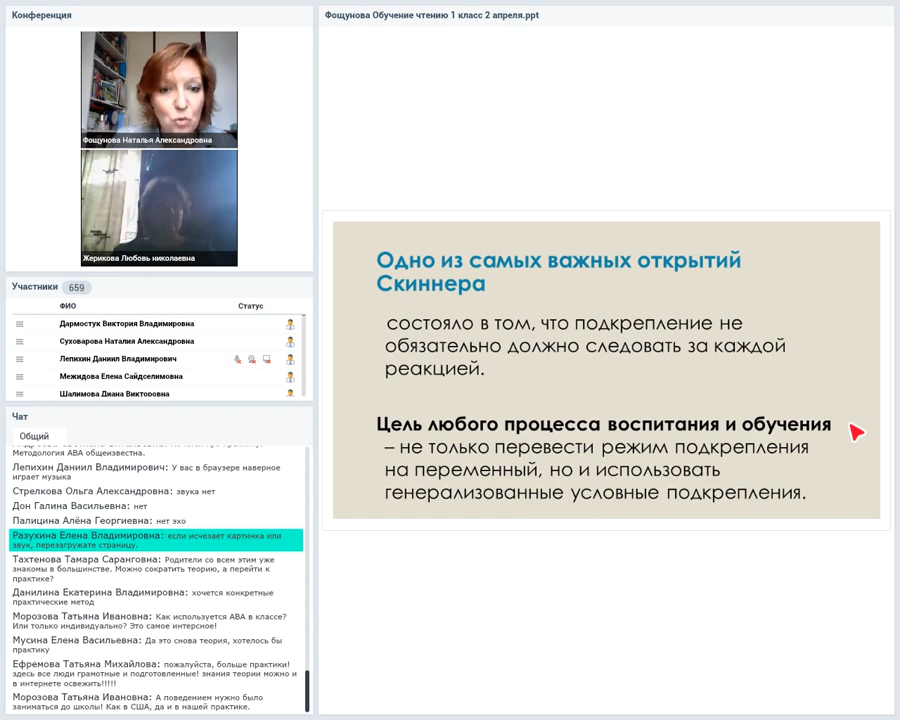 Конференция
Фощунова Наталья Александровна
Жерикова Любовь николаевна
Участники 659
ФИО Статус
Дармостук Виктория Владимировна
Суховарова Наталия Александровна
Лепихин Даниил Владимирович
Межидова Елена Сайдселимовна
Шалимова Диана Викторовна
Чат
Общий
Методология АВА общеизвестна.
Лепихин Даниил Владимирович: У вас в браузере наверное
играет музыка
Стрелкова Ольга Александровна: звука нет
Дон Галина Васильевна: нет
Палицина Алёна Георгиевна: нет эхо
Разухина Елена Владимировна: если исчезает картинка или
звук, перезагружате страницу.
Тахтенова Тамара Саранговна: Родители со всем этим уже
знакомы в большинстве. Можно сократить теорию, а перейти к
практике?
Данилина Екатерина Владимировна: хочется конкретные
практические метод
Морозова Татьяна Ивановна: Как используется АВА в классе?
Или только индивидуально? Это самое интерсное!
Мусина Елена Васильевна: Да это снова теория, хотелось бы
практику
Ефремова Татьяна Михайлова: пожалуйста, больше практики!
здесь все люди грамотные и подготовленные! знания теории можно и
в интернете освежить!!!!!
Морозова Татьяна Ивановна: А поведением нужно было
заниматься до школы! Как в США, да и в нашей практике.
Фощунова Обучение чтению 1 класс 2 апреля.ppt
Одно из самых важных открытий
Скиннера
состояло в том, что подкрепление не
обязательно должно следовать за каждой
реакцией.
Цель любого процесса воспитания и обучения
– не только перевести режим подкрепления
на переменный, но и использовать
генерализованные условные подкрепления.